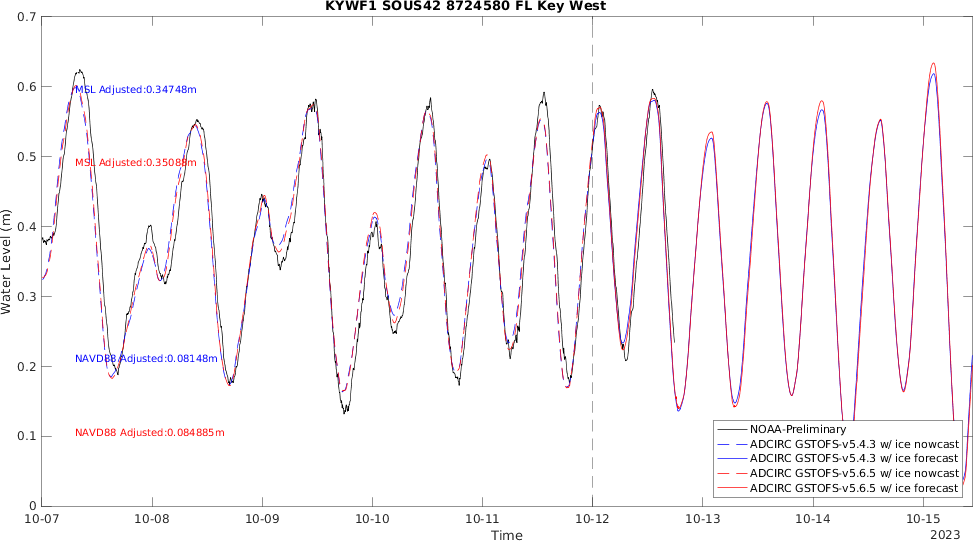 KYWF1 SOUS42 8724580 FL Key West
0.7
0.6
0.5
0.4
0.3
0.2
0.1
0
Water Level (m)
MSL Adjusted:0.34748m
MSL Adjusted:0.35088m
NAVD88 Adjusted:0.08148m
NAVD88 Adjusted:0.084885m
NOAA-Preliminary
ADCIRC GSTOFS-v5.4.3 w/ ice nowcast
ADCIRC GSTOFS-v5.4.3 w/ ice forecast
ADCIRC GSTOFS-v5.6.5 w/ ice nowcast
ADCIRC GSTOFS-v5.6.5 w/ ice forecast
10-07 10-08 10-09 10-10 10-11 10-12 10-13 10-14 10-15
Time
2023